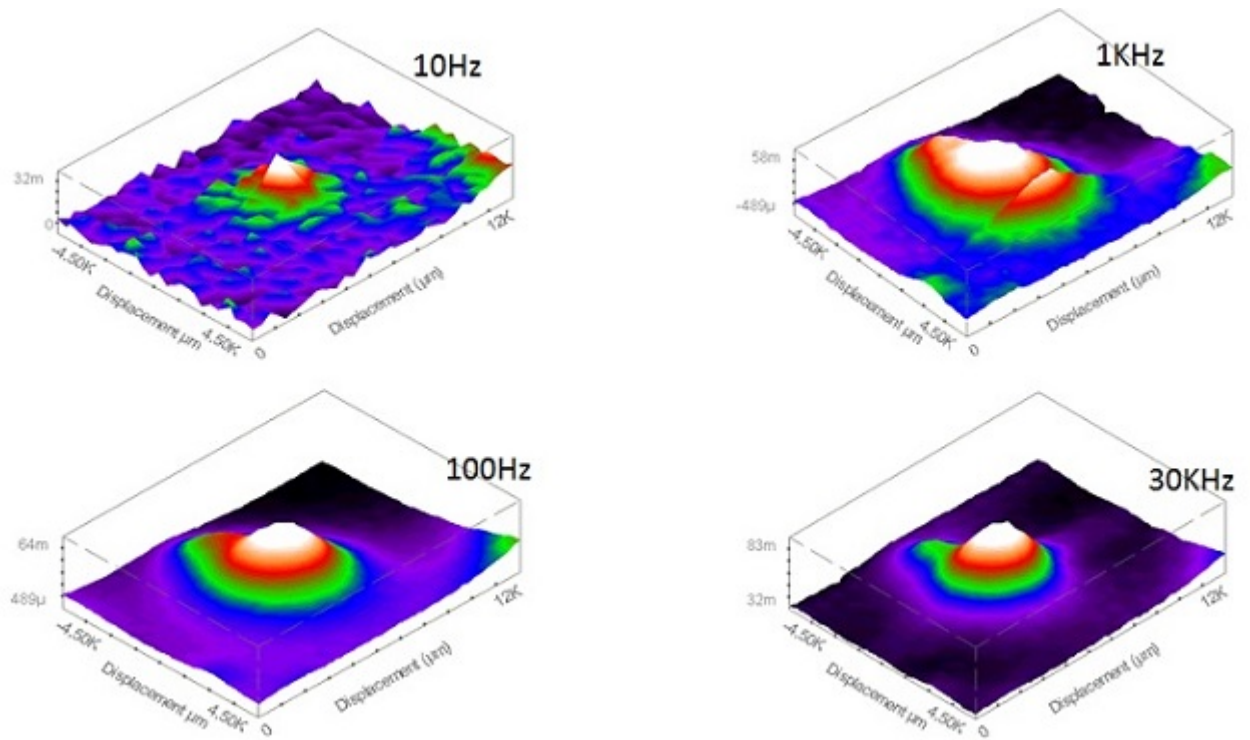 10Hz
32m
0
-4.50K
Displacement µm
4.50K
0
Displacement (µm)
12K
1KHz
58m
-489µ
-4.50K
Displacement µm
4.50K
0
Displacement (µm)
12K
100Hz
64m
489µ
-4.50K
Displacement µm
4.50K
0
Displacement (µm)
12K
30KHz
83m
32m
-4.50K
Displacement µm
4.50K
0
Displacement (µm)
12K